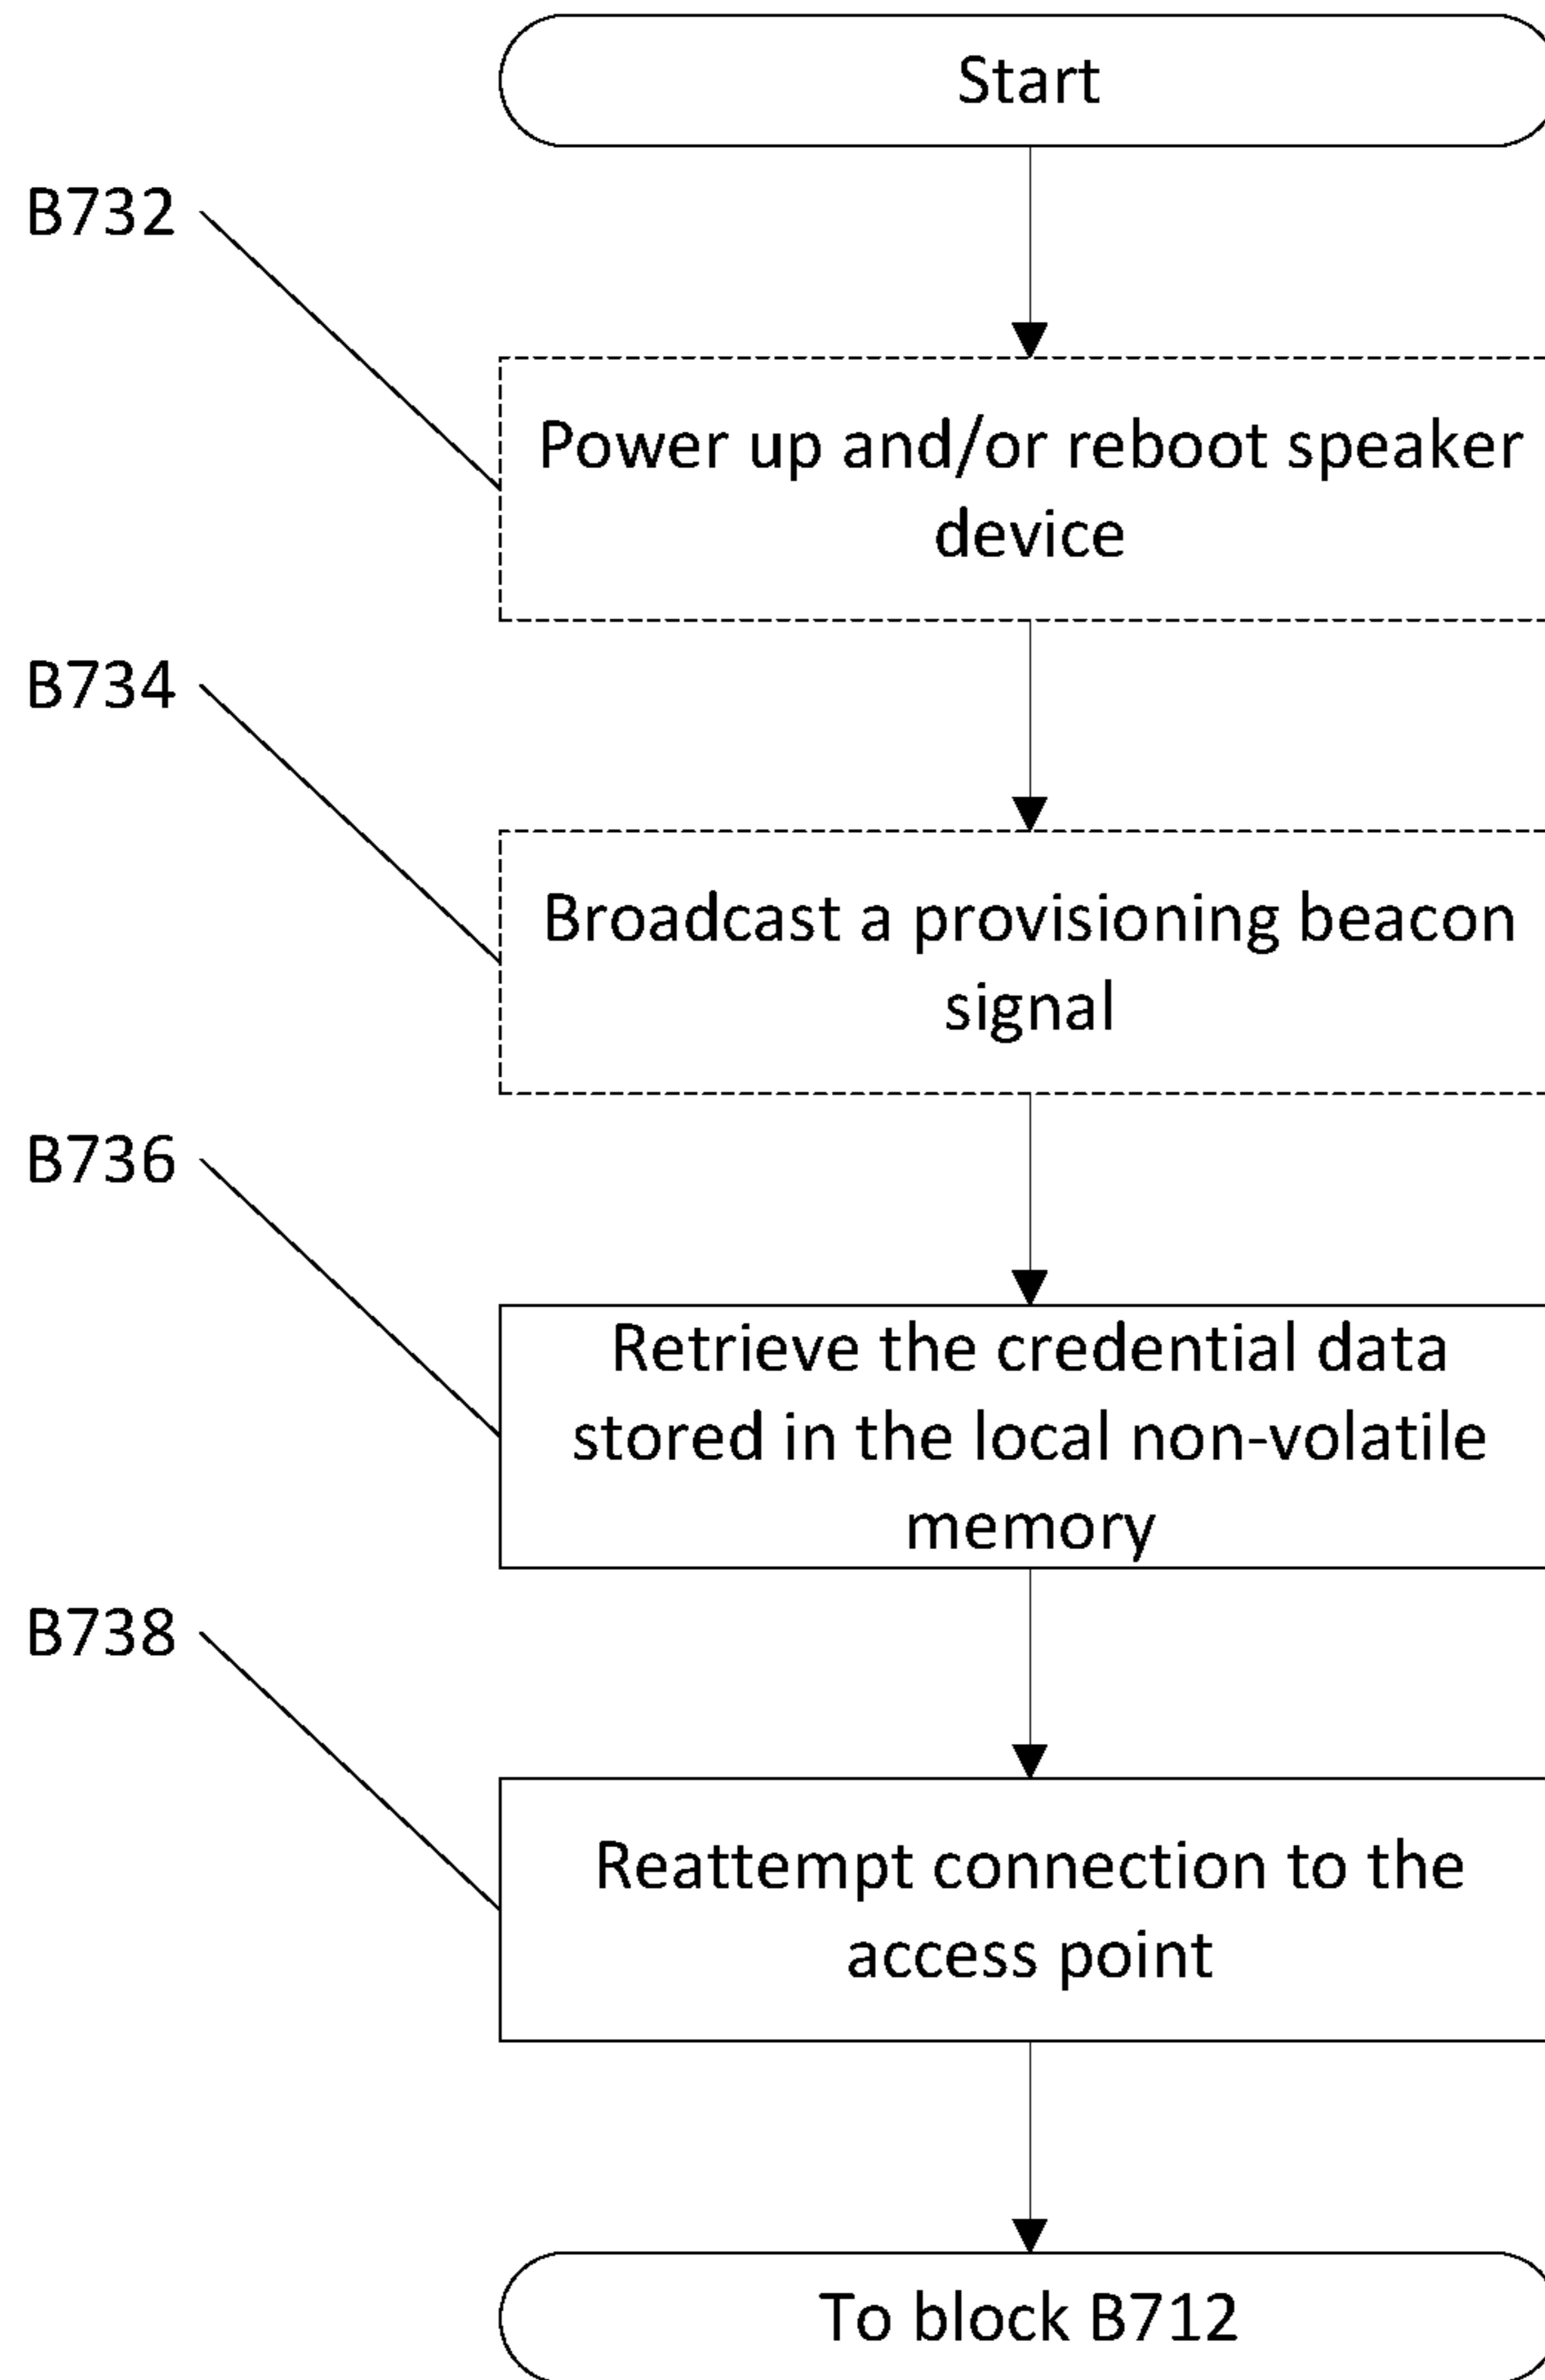 Start
B732
Power up and/or reboot speaker
device
B734
Broadcast a provisioning beacon
signal
B736
Retrieve the credential data
stored in the local non-volatile
memory
B738
Reattempt connection to the
access point
To block B712